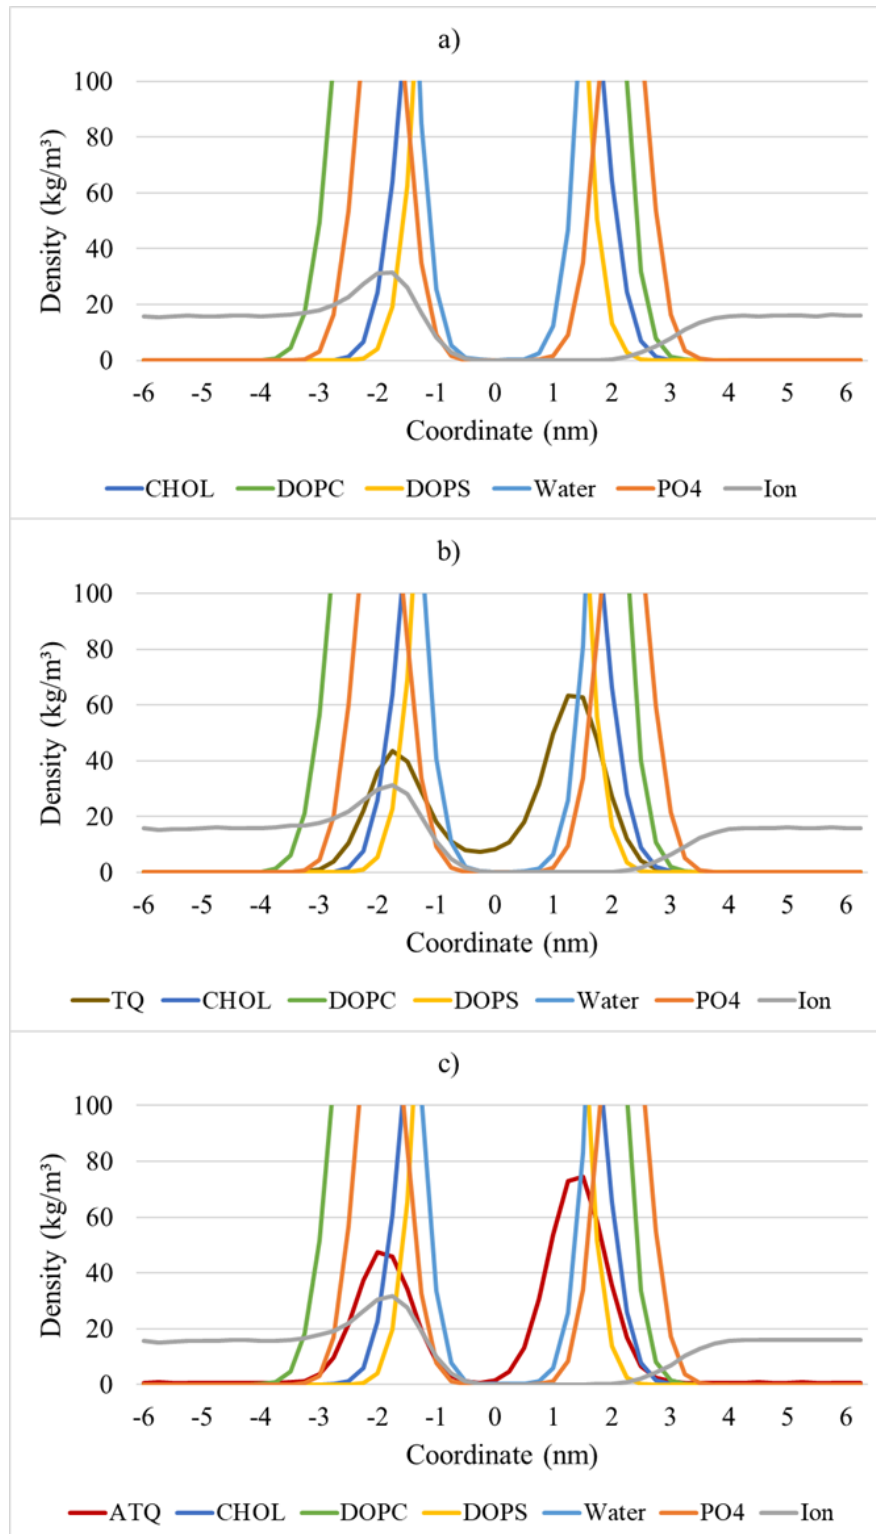 a)
100
80
60
40
20
0
Density (kg/m³)
-6 -5 -4 -3 -2 -1 0 1 2 3 4 5 6
Coordinate (nm)
CHOL DOPC DOPS Water PO4 Ion
b)
100
80
60
40
20
0
Density (kg/m³)
-6 -5 -4 -3 -2 -1 0 1 2 3 4 5 6
Coordinate (nm)
TQ CHOL DOPC DOPS Water PO4 Ion
c)
100
80
60
40
20
0
Density (kg/m³)
-6 -5 -4 -3 -2 -1 0 1 2 3 4 5 6
Coordinate (nm)
ATQ CHOL DOPC DOPS Water PO4 Ion